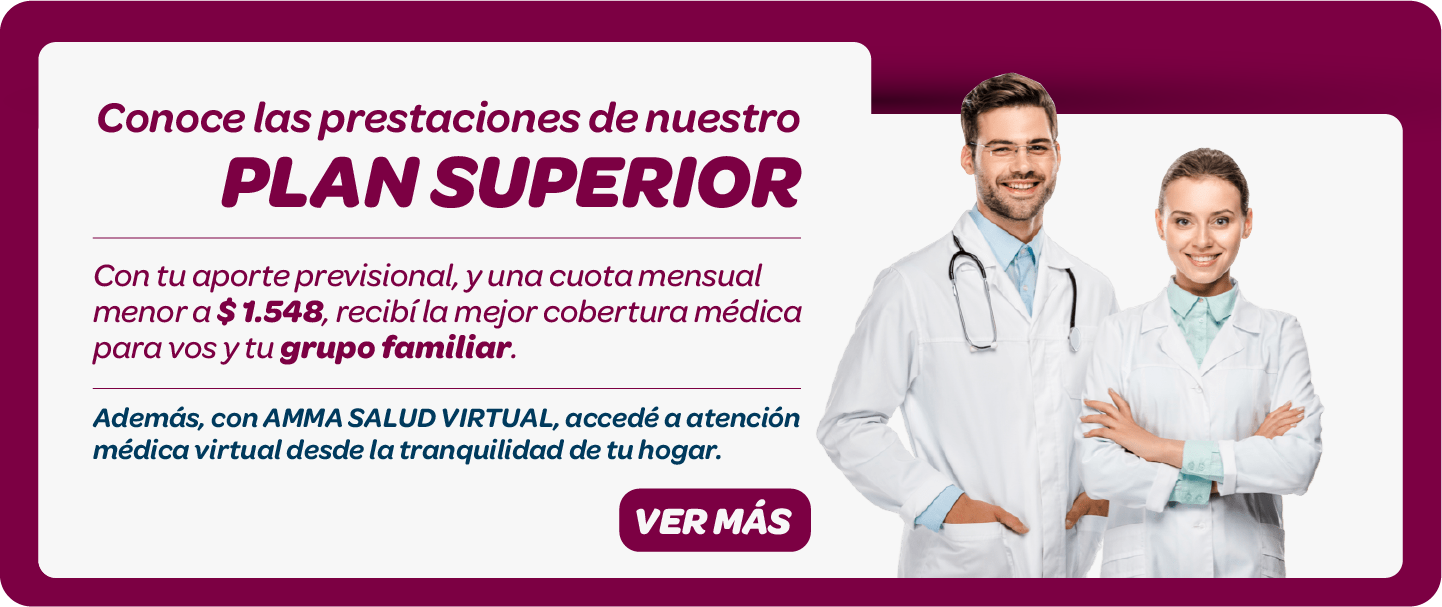 Conoce las prestaciones de nuestro
PLAN SUPERIOR
Con tu aporte previsional, y una cuota mensual
menor a $ 1.548, recibí la mejor cobertura médica
para vos y tu grupo familiar.
Además, con AMMA SALUD VIRTUAL, accedé a atención
médica virtual desde la tranquilidad de tu hogar.
VER MÁS